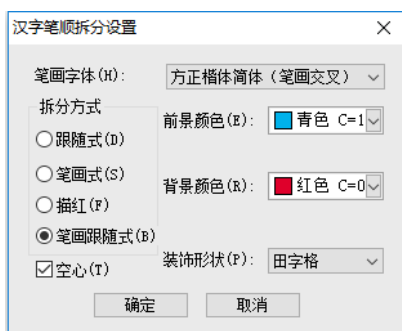 汉字笔顺拆分设置
笔画字体(H): 方正楷体简体（笔画交叉）
拆分方式
跟随式(D)
笔画式(S)
描红(F)
笔画跟随式(B)
空心(T)
前景颜色(E): 青色 C=1
背景颜色(R): 红色 C=0
装饰形状(P): 田字格
确定 取消